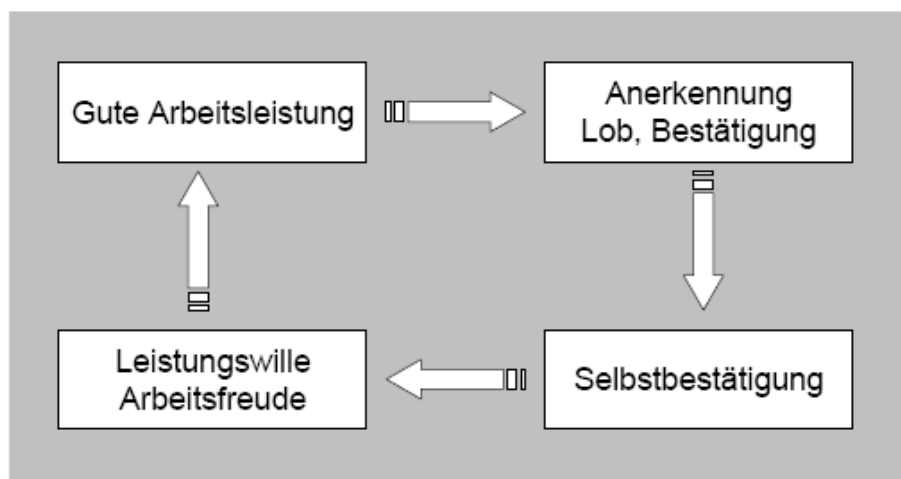 Gute Arbeitsleistung
Anerkennung
Lob, Bestätigung
Leistungswille
Arbeitsfreude
Selbstbestätigung